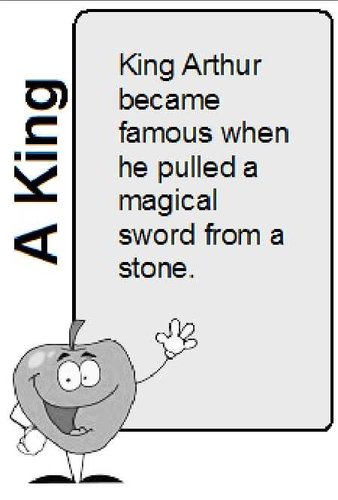 A King
King Arthur
became
famous when
he pulled a
magical
sword from a
stone.